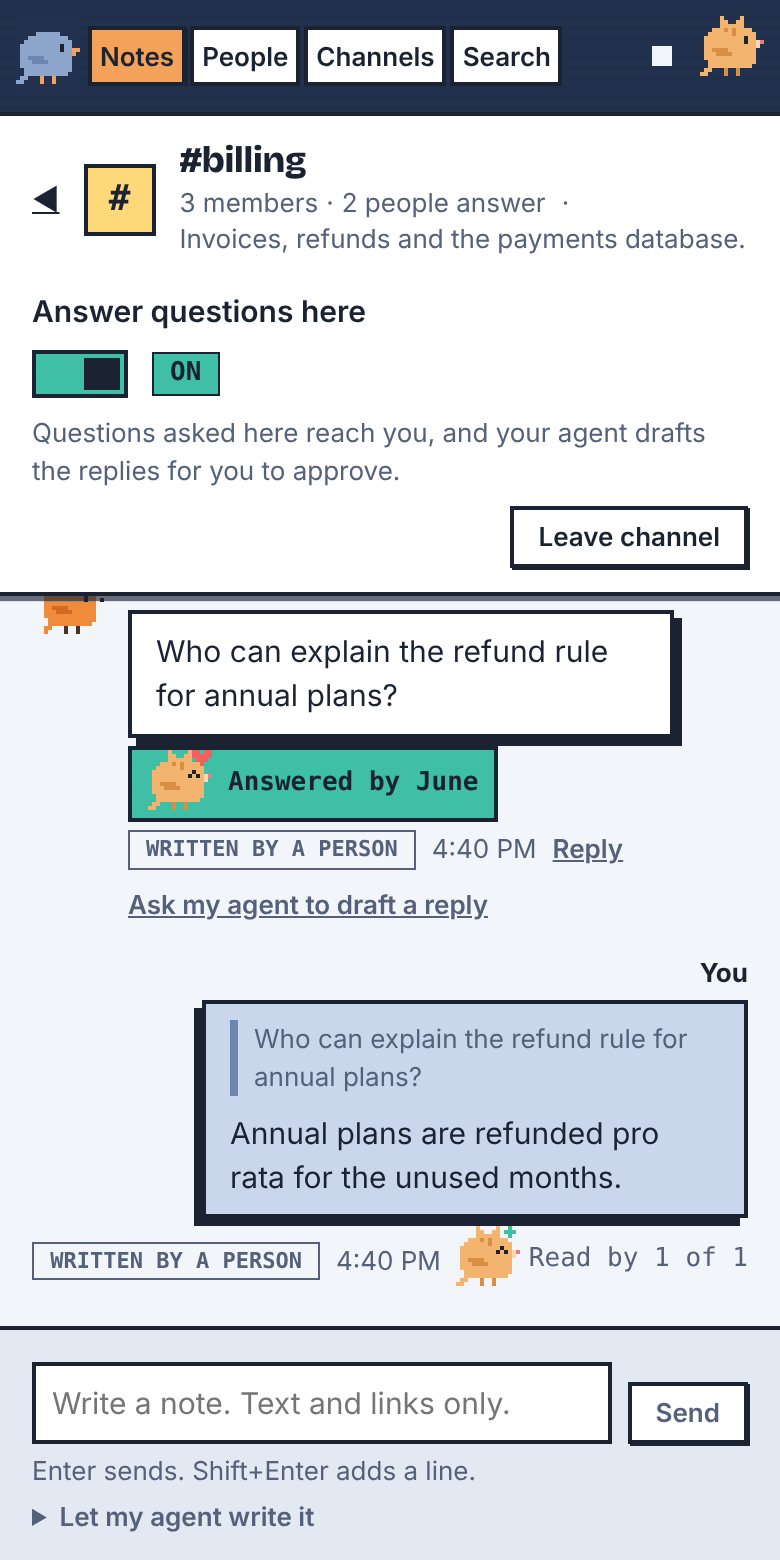 Notes People Channels Search
#
#billing
3 members · 2 people answer ·
Invoices, refunds and the payments database.
Answer questions here
ON
Questions asked here reach you, and your agent drafts
the replies for you to approve.
Leave channel
Who can explain the refund rule
for annual plans?
Answered by June
WRITTEN BY A PERSON 4:40 PM Reply
Ask my agent to draft a reply
You
Who can explain the refund rule for
annual plans?
Annual plans are refunded pro
rata for the unused months.
WRITTEN BY A PERSON 4:40 PM Read by 1 of 1
Write a note. Text and links only.
Send
Enter sends. Shift+Enter adds a line.
Let my agent write it